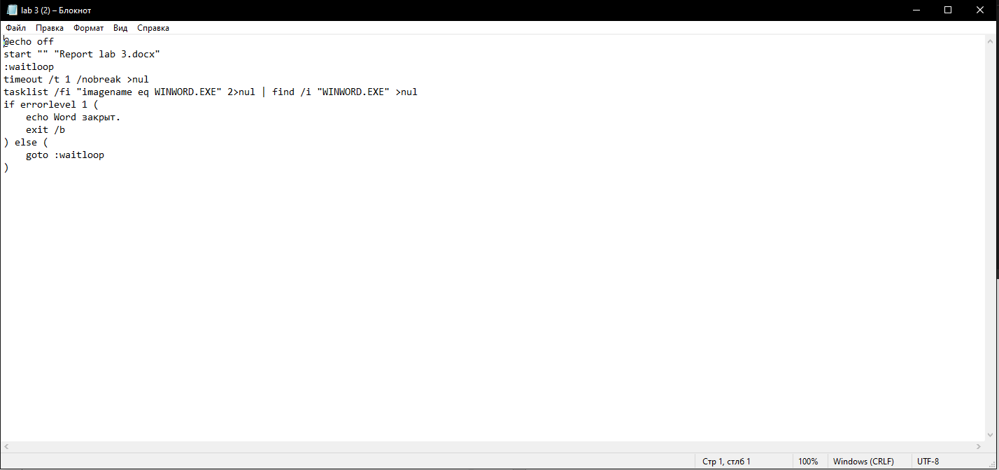 lab 3 (2) – Блокнот
Файл Правка Формат Вид Справка
@echo off
start "" "Report lab 3.docx"
:waitloop
timeout /t 1 /nobreak >nul
tasklist /fi "imagename eq WINWORD.EXE" 2>nul | find /i "WINWORD.EXE" >nul
if errorlevel 1 (
    echo Word закрыт.
    exit /b
) else (
    goto :waitloop
)
Стр 1, стлб 1 100% Windows (CRLF) UTF-8